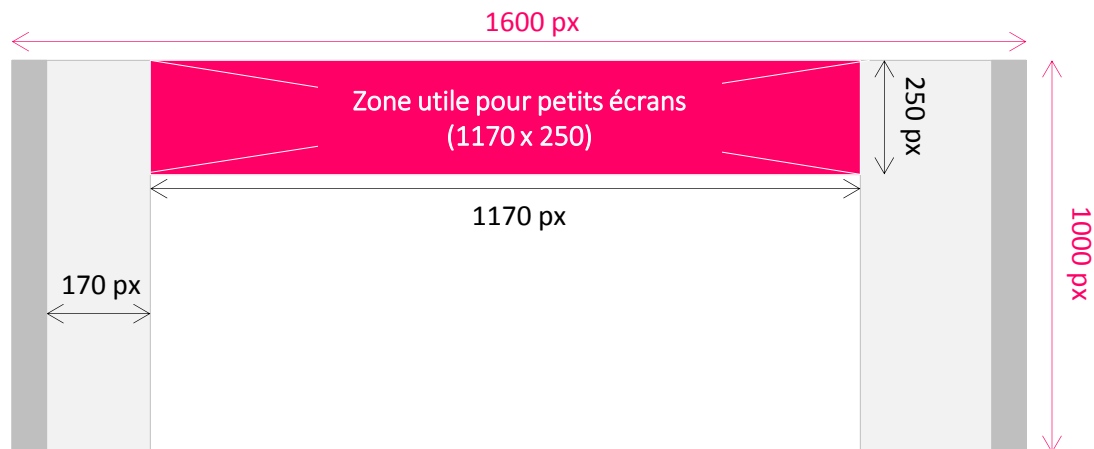 1600 px
Zone utile pour petits écrans
(1170 x 250)
250 px
1170 px
1000 px
170 px